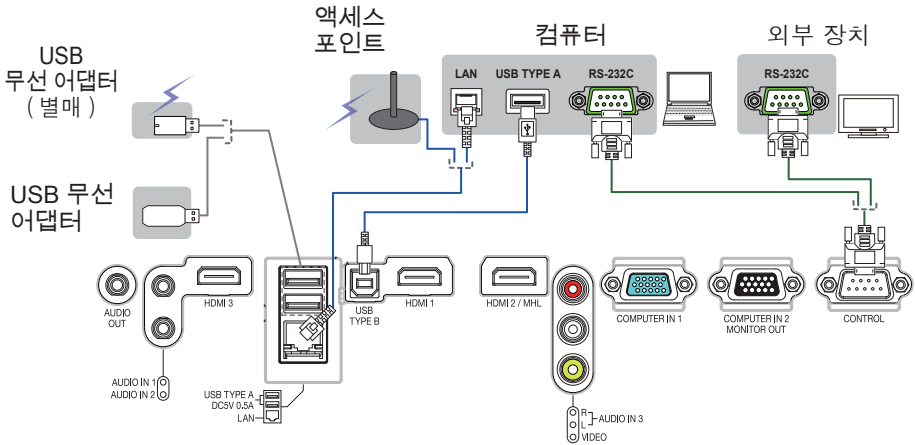 USB
무선 어댑터
( 별매 )
USB 무선
어댑터
액세스
포인트
컴퓨터
외부 장치
LAN
USB TYPE A
RS-232C
RS-232C
AUDIO
OUT
HDMI 3
USB
TYPE B
HDMI 1
HDMI 2 / MHL
COMPUTER IN 1
COMPUTER IN 2
MONITOR OUT
CONTROL
AUDIO IN 1
AUDIO IN 2
USB TYPE A
DC5V 0.5A
LAN
R
L
AUDIO IN 3
VIDEO